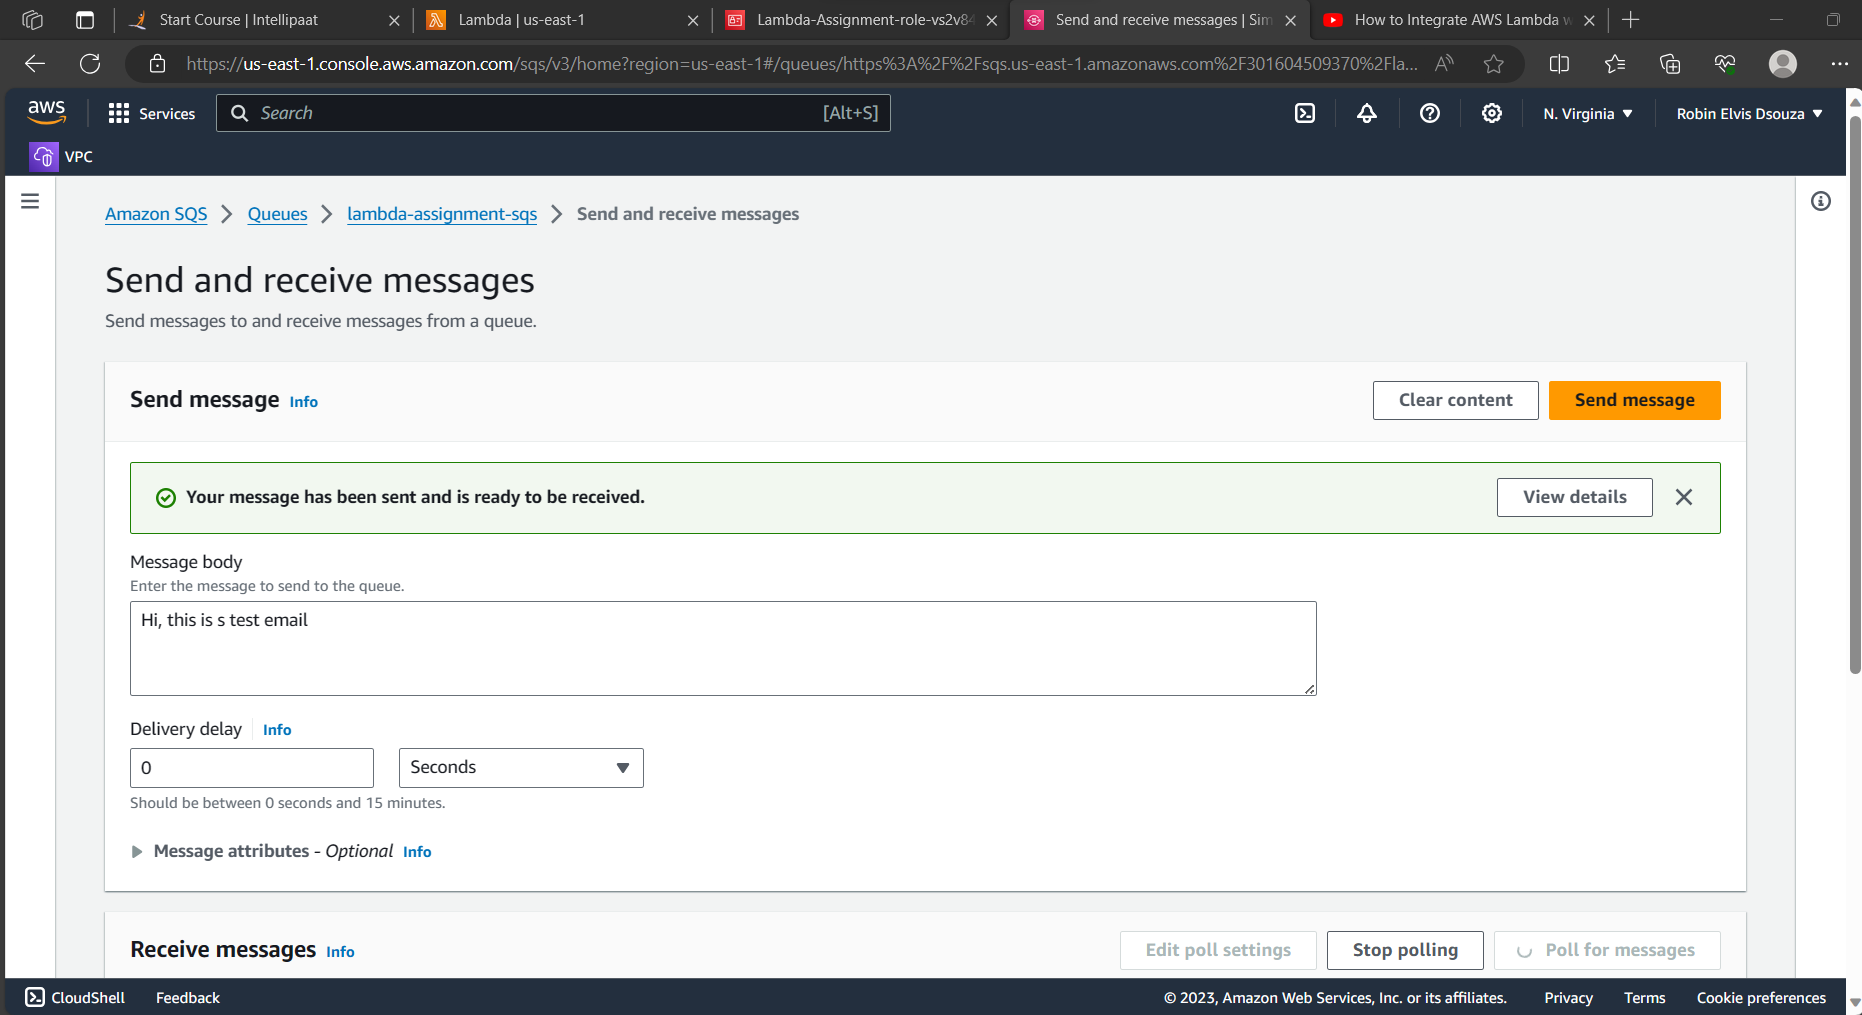 Start Course | Intellipaat
Lambda | us-east-1
Lambda-Assignment-role-vs2v84
Send and receive messages | Sim
How to Integrate AWS Lambda w
https://us-east-1.console.aws.amazon.com/sqs/v3/home?region=us-east-1#/queues/https%3A%2F%2Fsqs.us-east-1.amazonaws.com%2F301604509370%2Fla...
aws
Services
Search
[Alt+S]
N. Virginia
Robin Elvis Dsouza
VPC
Amazon SQS > Queues > lambda-assignment-sqs > Send and receive messages
Send and receive messages
Send messages to and receive messages from a queue.
Send message Info
Clear content
Send message
Your message has been sent and is ready to be received.
View details
Message body
Enter the message to send to the queue.
Hi, this is s test email
Delivery delay Info
0
Seconds
Should be between 0 seconds and 15 minutes.
Message attributes - Optional Info
Receive messages Info
Edit poll settings
Stop polling
Poll for messages
CloudShell
Feedback
© 2023, Amazon Web Services, Inc. or its affiliates.
Privacy
Terms
Cookie preferences